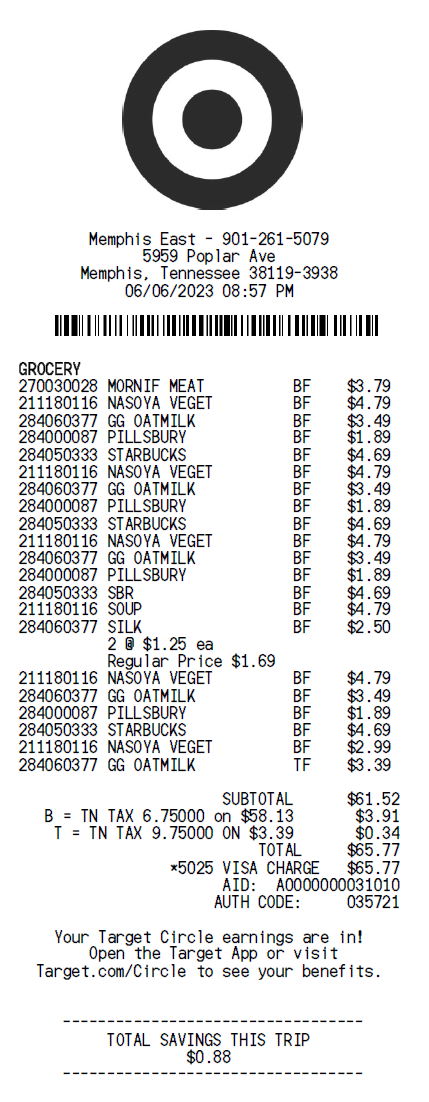 Memphis East - 901-261-5079
5959 Poplar Ave
Memphis, Tennessee 38119-3938
06/06/2023 08:57 PM
GROCERY
270030028 MORNIF MEAT BF $3.79
211180116 NASOYA VEGET BF $4.79
284060377 GG OATMILK BF $3.49
284000087 PILLSBURY BF $1.89
284050333 STARBUCKS BF $4.69
211180116 NASOYA VEGET BF $4.79
284060377 GG OATMILK BF $3.49
284000087 PILLSBURY BF $1.89
284050333 STARBUCKS BF $4.69
211180116 NASOYA VEGET BF $4.79
284060377 GG OATMILK BF $3.49
284000087 PILLSBURY BF $1.89
284050333 SBR BF $4.69
211180116 SOUP BF $4.79
284060377 SILK BF $2.50
2 @ $1.25 ea
Regular Price $1.69
211180116 NASOYA VEGET BF $4.79
284060377 GG OATMILK BF $3.49
284000087 PILLSBURY BF $1.89
284050333 STARBUCKS BF $4.69
211180116 NASOYA VEGET BF $2.99
284060377 GG OATMILK TF $3.39
SUBTOTAL $61.52
B = TN TAX 6.75000 on $58.13 $3.91
T = TN TAX 9.75000 ON $3.39 $0.34
TOTAL $65.77
*5025 VISA CHARGE $65.77
AID: A0000000031010
AUTH CODE: 035721
Your Target Circle earnings are in!
Open the Target App or visit
Target.com/Circle to see your benefits.
----------------------------------
TOTAL SAVINGS THIS TRIP
$0.88
----------------------------------